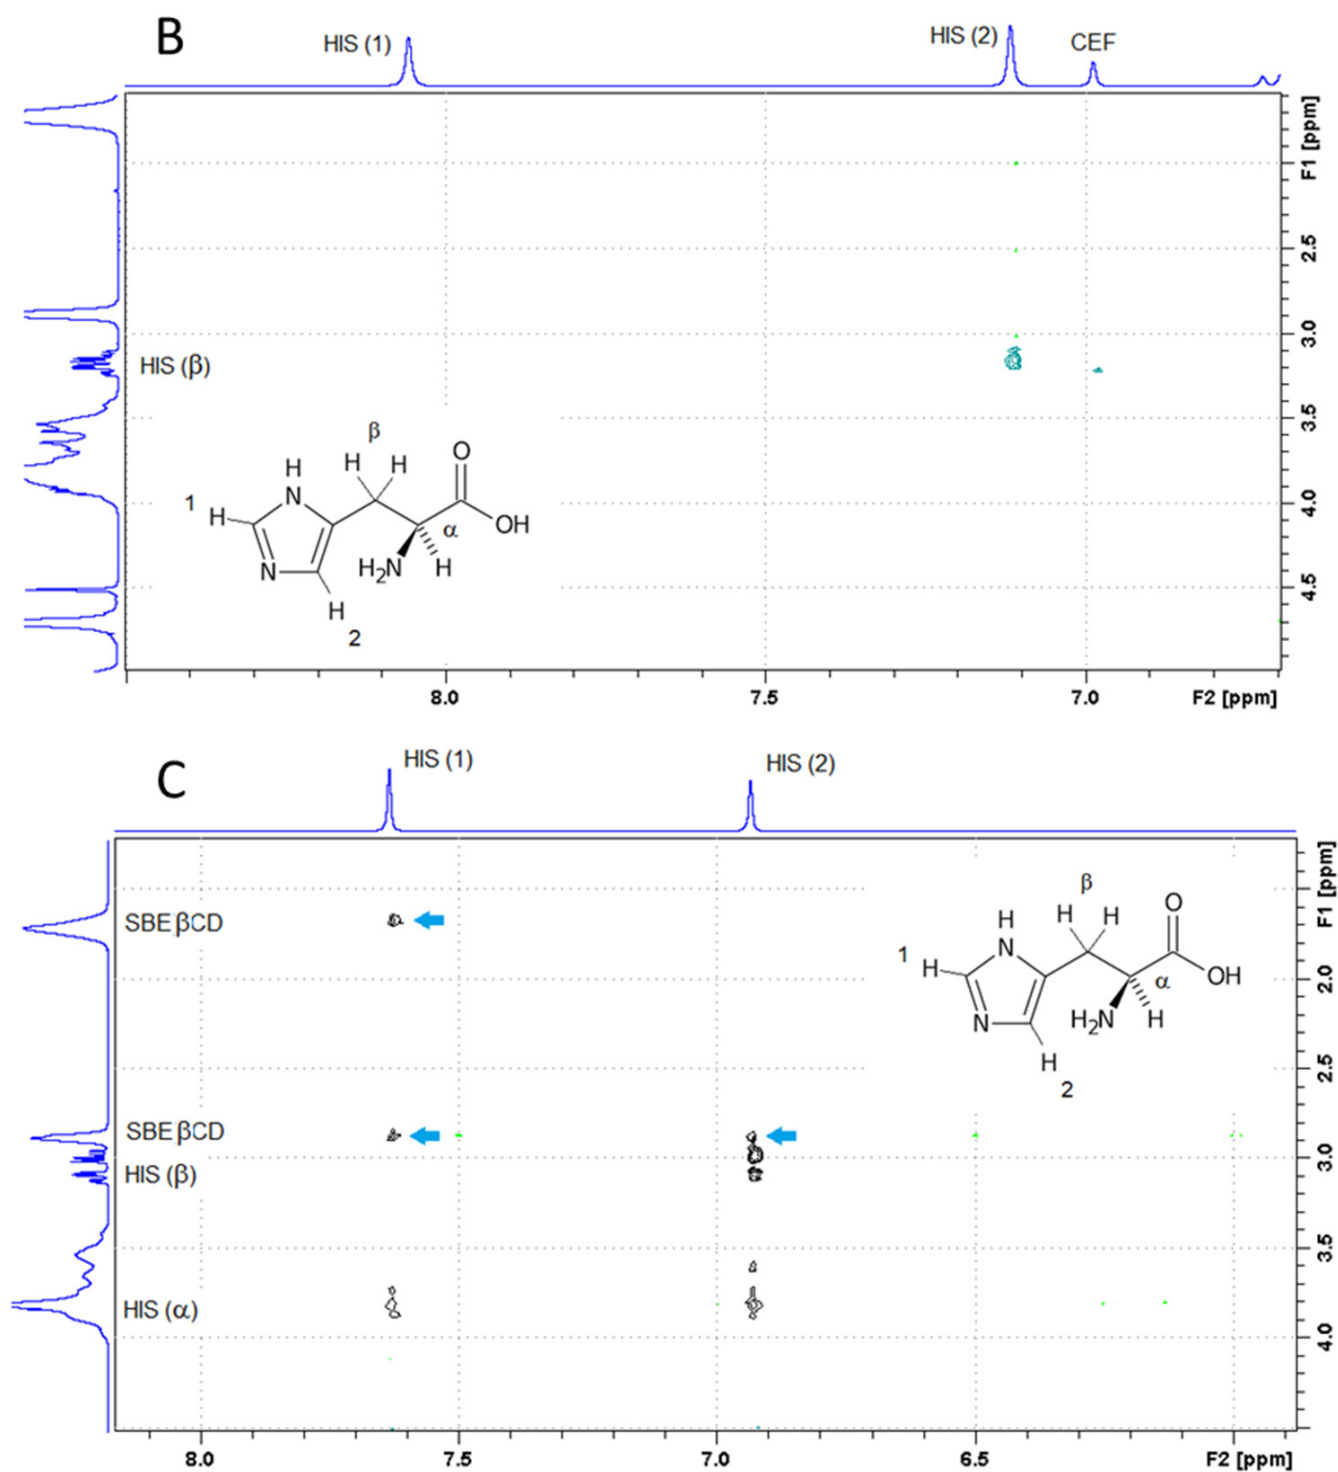 B
HIS (1)
HIS (2)
CEF
F1 [ppm]
2.5
3.0
3.5
4.0
4.5
HIS (β)
β
H
H
H
N
O
1
H
α
OH
N
H₂N
H
H
2
8.0
7.5
7.0
F2 [ppm]
C
HIS (1)
HIS (2)
F1 [ppm]
2.0
2.5
3.0
3.5
4.0
SBE βCD
SBE βCD
HIS (β)
HIS (α)
β
H
H
H
N
O
1
H
α
OH
N
H₂N
H
H
2
8.0
7.5
7.0
6.5
F2 [ppm]